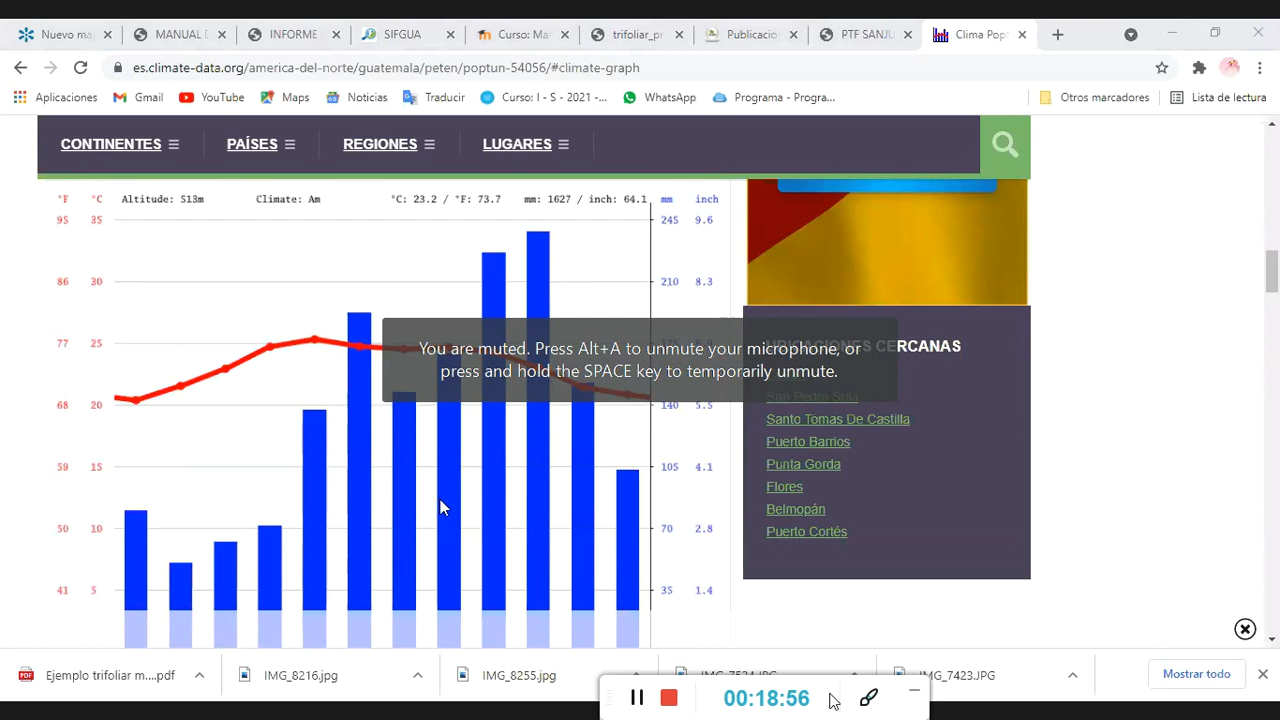 Nuevo ma
MANUAL D
INFORME
SIFGUA
Curso: Ma
trifoliar_pr
Publicacio
PTF SANJU
Clima Popt
es.climate-data.org/america-del-norte/guatemala/peten/poptun-54056/#climate-graph
Aplicaciones
Gmail
YouTube
Maps
Noticias
Traducir
Curso: I - S - 2021 -...
WhatsApp
Programa - Progra...
Otros marcadores
Lista de lectura
CONTINENTES
PAÍSES
REGIONES
LUGARES
°F °C Altitude: 513m Climate: Am °C: 23.2 / °F: 73.7 mm: 1627 / inch: 64.1 mm inch
95 35 245 9.6
86 30 210 8.3
77 25
68 20 140 5.5
59 15 105 4.1
50 10 70 2.8
41 5 35 1.4
You are muted. Press Alt+A to unmute your microphone, or
press and hold the SPACE key to temporarily unmute.
UBICACIONES CERCANAS
San Pedro Sula
Santo Tomas De Castilla
Puerto Barrios
Punta Gorda
Flores
Belmopán
Puerto Cortés
Ejemplo trifoliar m....pdf
IMG_8216.jpg
IMG_8255.jpg
IMG_7423.JPG
Mostrar todo
00:18:56